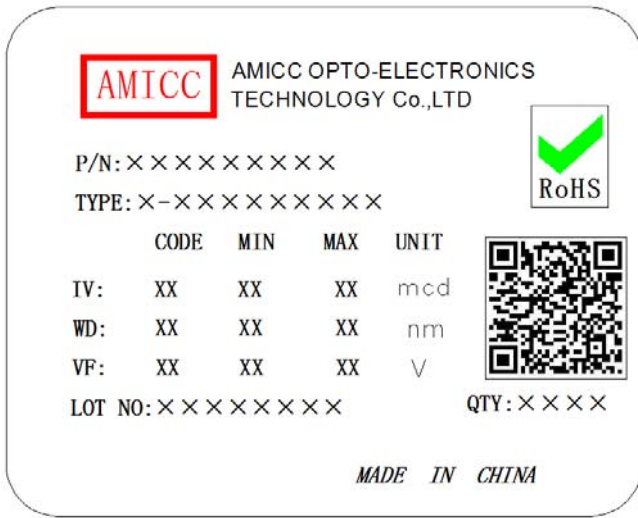 AMICC
AMICC OPTO-ELECTRONICS
TECHNOLOGY Co.,LTD
RoHS
P/N:×××××××××
TYPE:×-×××××××××
CODE MIN MAX UNIT
IV: XX XX XX mcd
WD: XX XX XX nm
VF: XX XX XX V
LOT NO:××××××××
QTY:××××
MADE IN CHINA